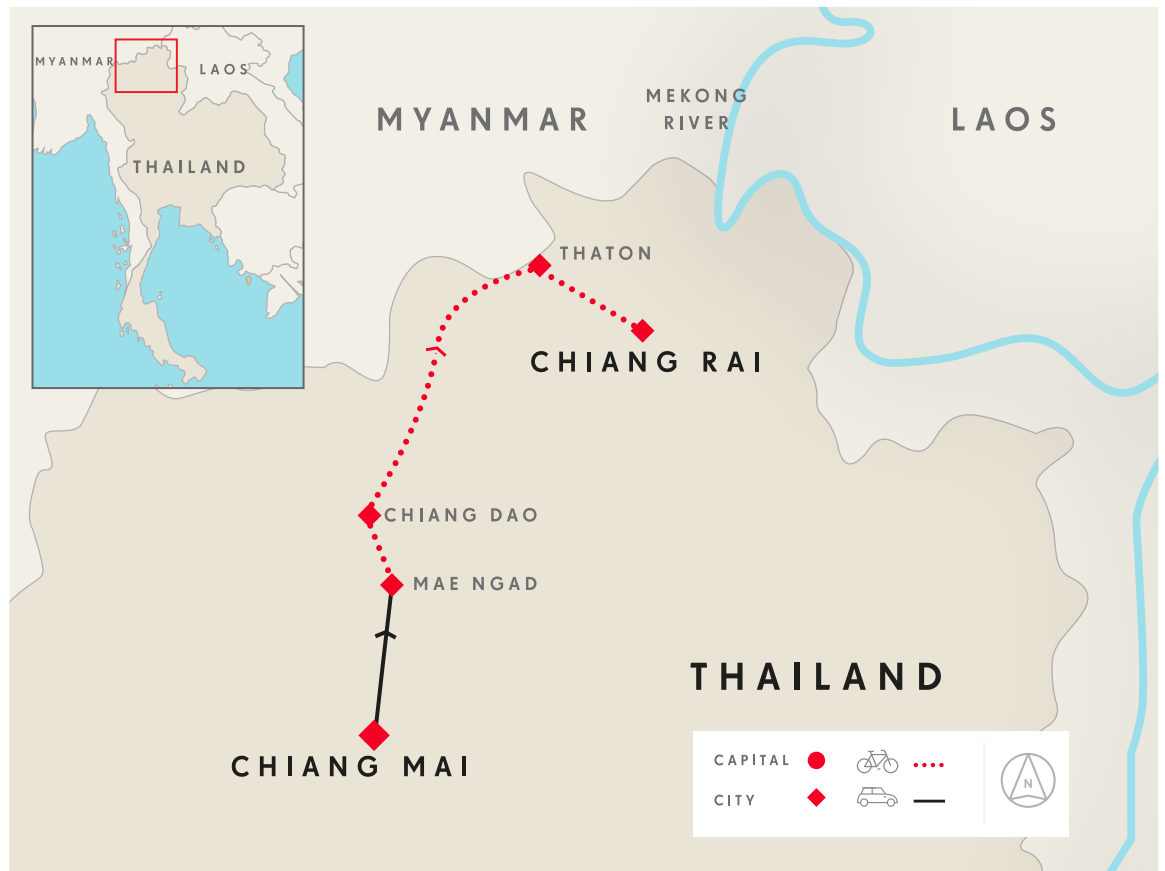 MYANMAR
LAOS
THAILAND
MYANMAR
MEKONG
RIVER
LAOS
THATON
CHIANG RAI
CHIANG DAO
MAE NGAD
THAILAND
CHIANG MAI
CAPITAL
CITY
N